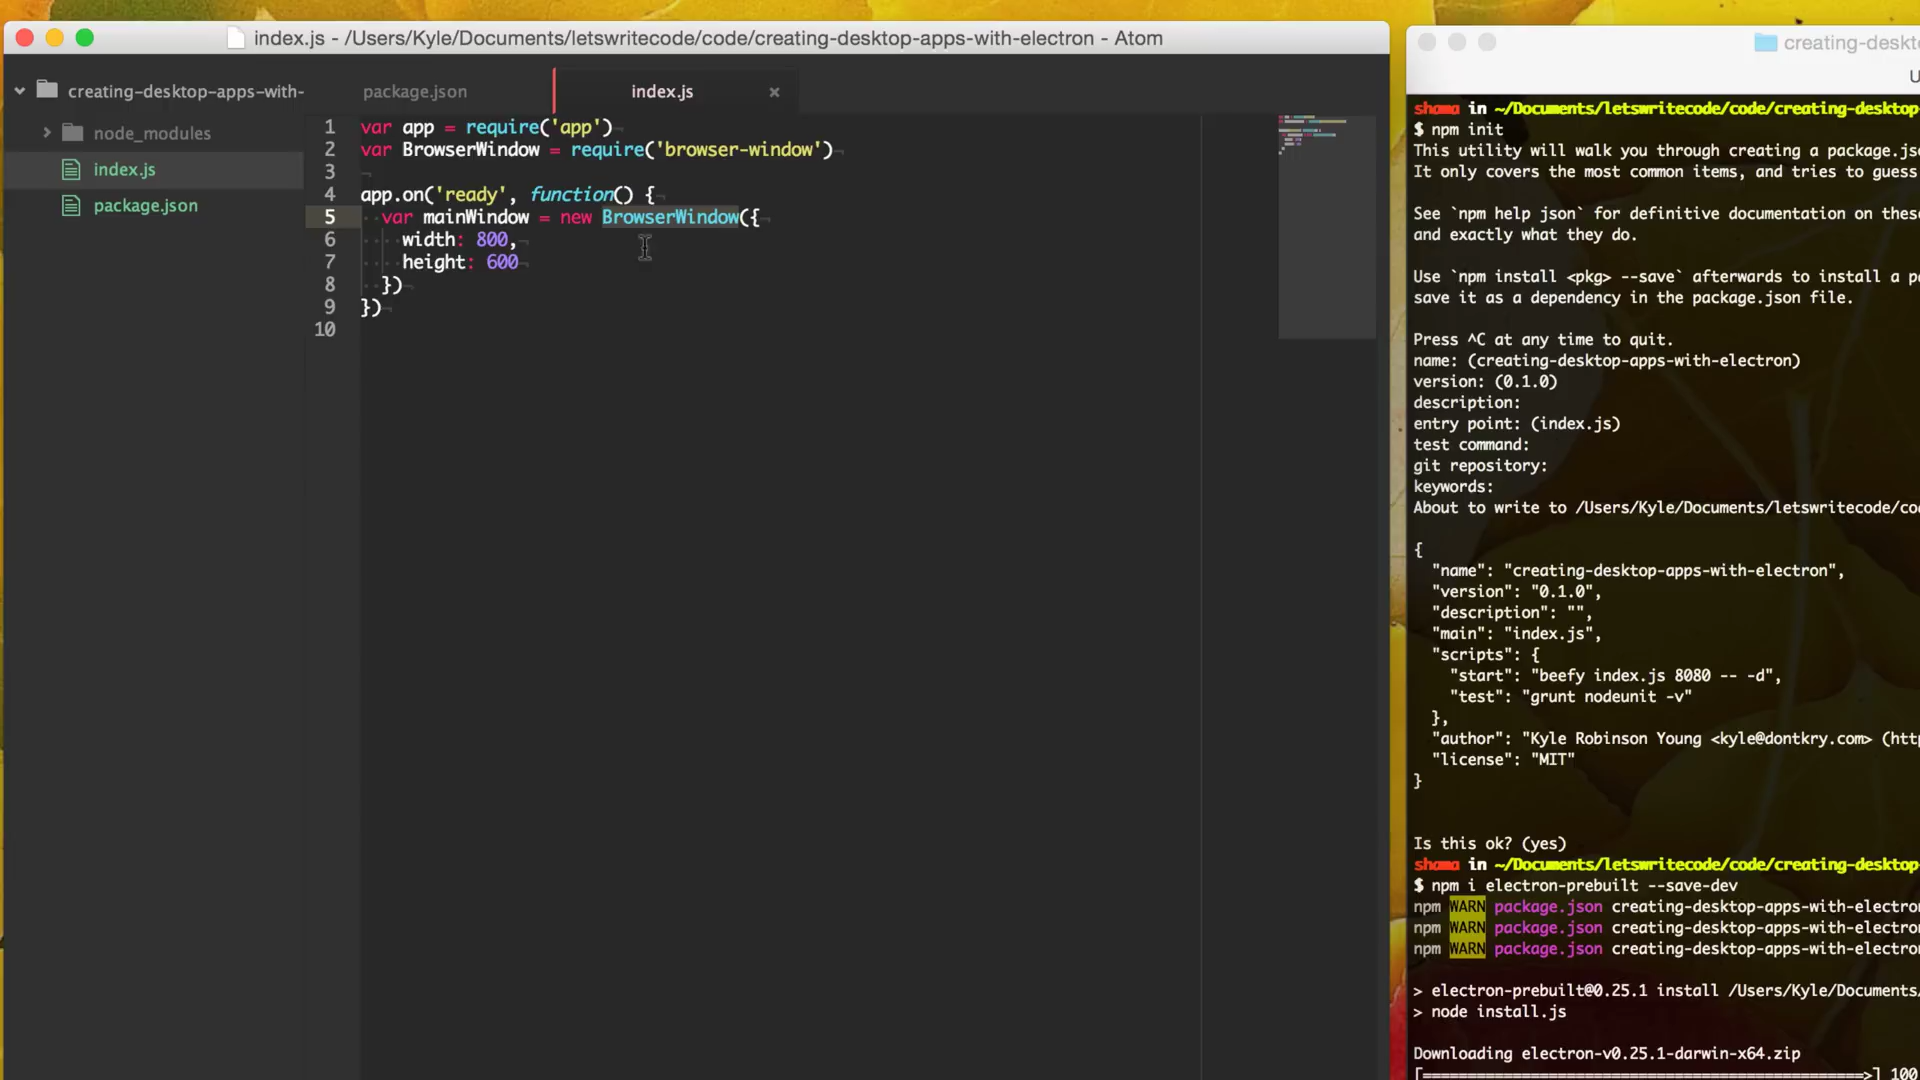 index.js - /Users/Kyle/Documents/letswritecode/code/creating-desktop-apps-with-electron - Atom
creating-desktop-apps-with-
node_modules
index.js
package.json
package.json
index.js
1 var app = require('app')
2 var BrowserWindow = require('browser-window')
3
4 app.on('ready', function() {
5 var mainWindow = new BrowserWindow({
6 width: 800,
7 height: 600
8 })
9 })
10
creating-deskto
shama in ~/Documents/letswritecode/code/creating-desktop-
$ npm init
This utility will walk you through creating a package.jso
It only covers the most common items, and tries to guess
See `npm help json` for definitive documentation on these
and exactly what they do.
Use `npm install <pkg> --save` afterwards to install a pa
save it as a dependency in the package.json file.
Press ^C at any time to quit.
name: (creating-desktop-apps-with-electron)
version: (0.1.0)
description:
entry point: (index.js)
test command:
git repository:
keywords:
About to write to /Users/Kyle/Documents/letswritecode/cod
{
"name": "creating-desktop-apps-with-electron",
"version": "0.1.0",
"description": "",
"main": "index.js",
"scripts": {
"start": "beefy index.js 8080 -- -d",
"test": "grunt nodeunit -v"
},
"author": "Kyle Robinson Young <kyle@dontkry.com> (http
"license": "MIT"
}
Is this ok? (yes)
shama in ~/Documents/letswritecode/code/creating-desktop-
$ npm i electron-prebuilt --save-dev
npm WARN package.json creating-desktop-apps-with-electron
npm WARN package.json creating-desktop-apps-with-electron
npm WARN package.json creating-desktop-apps-with-electron
> electron-prebuilt@0.25.1 install /Users/Kyle/Documents/
> node install.js
Downloading electron-v0.25.1-darwin-x64.zip